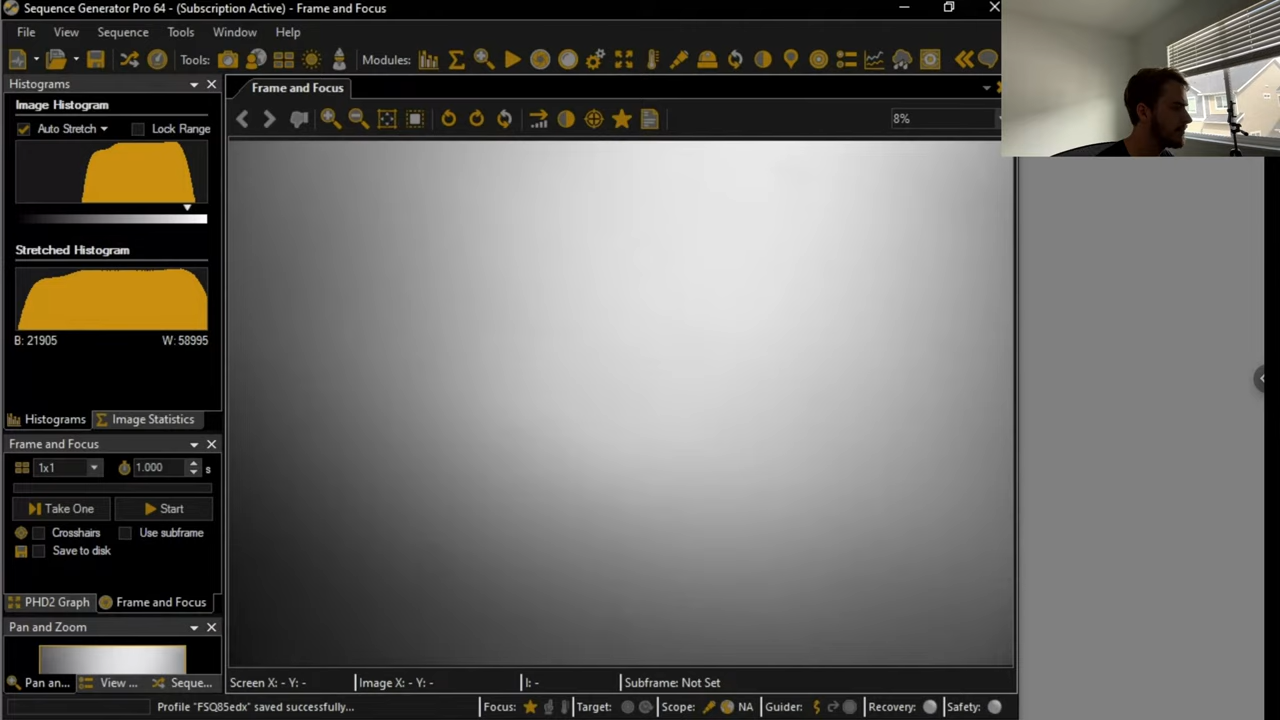 Sequence Generator Pro 64 - (Subscription Active) - Frame and Focus
File View Sequence Tools Window Help
Tools: Modules:
Histograms
Frame and Focus
Image Histogram
Auto Stretch Lock Range
8%
Stretched Histogram
B: 21905 W: 58995
Histograms Image Statistics
Frame and Focus
1x1 1.000 s
Take One Start
Crosshairs Use subframe
Save to disk
PHD2 Graph Frame and Focus
Pan and Zoom
Pan an... View ... Seque...
Screen X: - Y: - Image X: - Y: - I: - Subframe: Not Set
Profile "FSQ85edx" saved successfully... Focus: Target: Scope: NA Guider: Recovery: Safety: